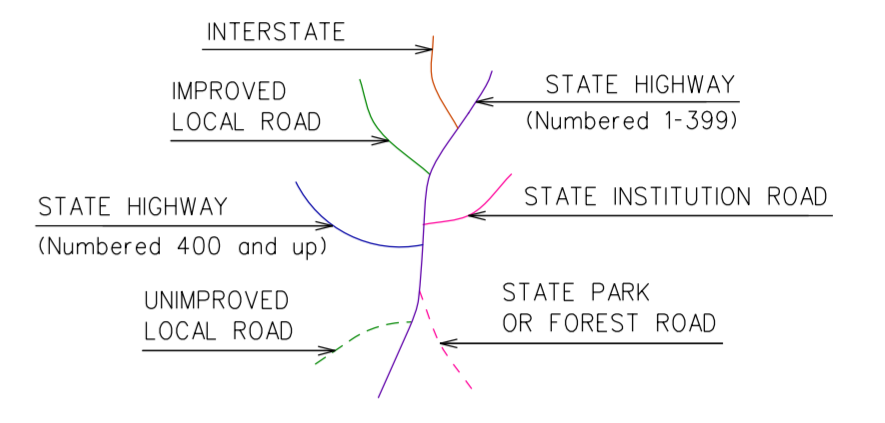 INTERSTATE
STATE HIGHWAY
(Numbered 1-399)
IMPROVED
LOCAL ROAD
STATE INSTITUTION ROAD
STATE HIGHWAY
(Numbered 400 and up)
STATE PARK
OR FOREST ROAD
UNIMPROVED
LOCAL ROAD